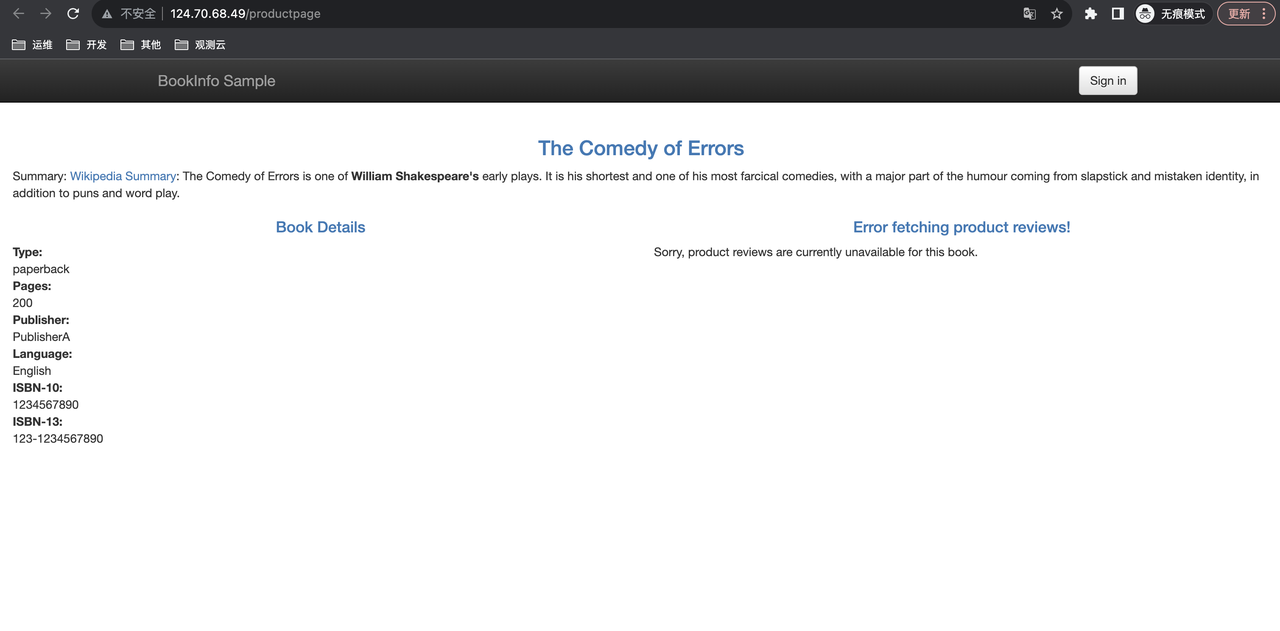 不安全 124.70.68.49/productpage 无痕模式 更新
运维 开发 其他 观测云
BookInfo Sample Sign in
The Comedy of Errors
Summary: Wikipedia Summary: The Comedy of Errors is one of William Shakespeare's early plays. It is his shortest and one of his most farcical comedies, with a major part of the humour coming from slapstick and mistaken identity, in
addition to puns and word play.
Book Details
Type:
paperback
Pages:
200
Publisher:
PublisherA
Language:
English
ISBN-10:
1234567890
ISBN-13:
123-1234567890
Error fetching product reviews!
Sorry, product reviews are currently unavailable for this book.